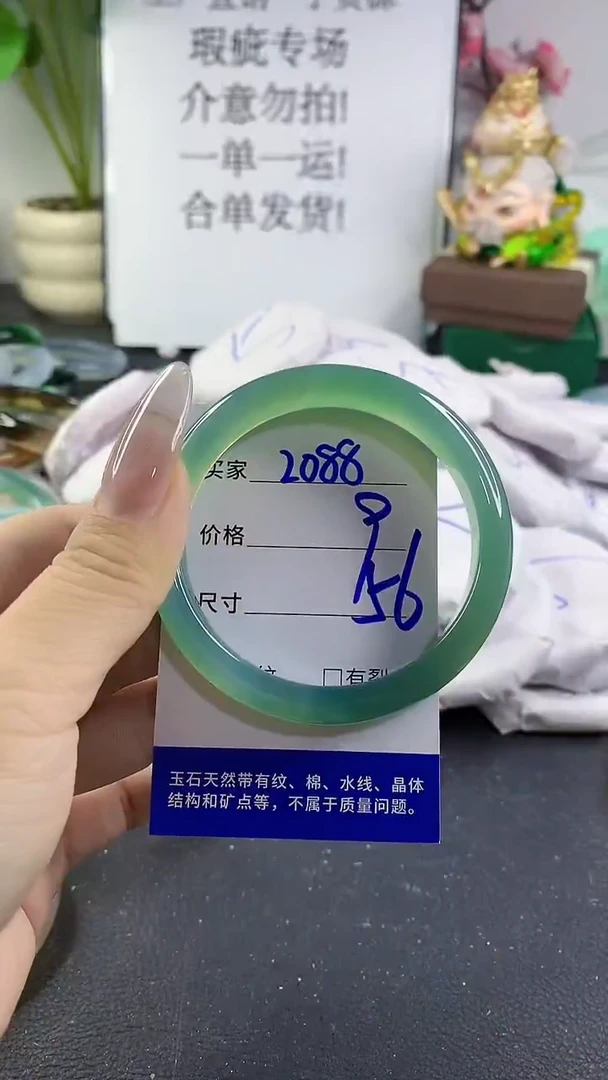 瑕疵专场
介意勿拍!
一单一运!
合单发货!
买家 2088
价格
尺寸 56
纹 □有裂
玉石天然带有纹、棉、水线、晶体
结构和矿点等，不属于质量问题。